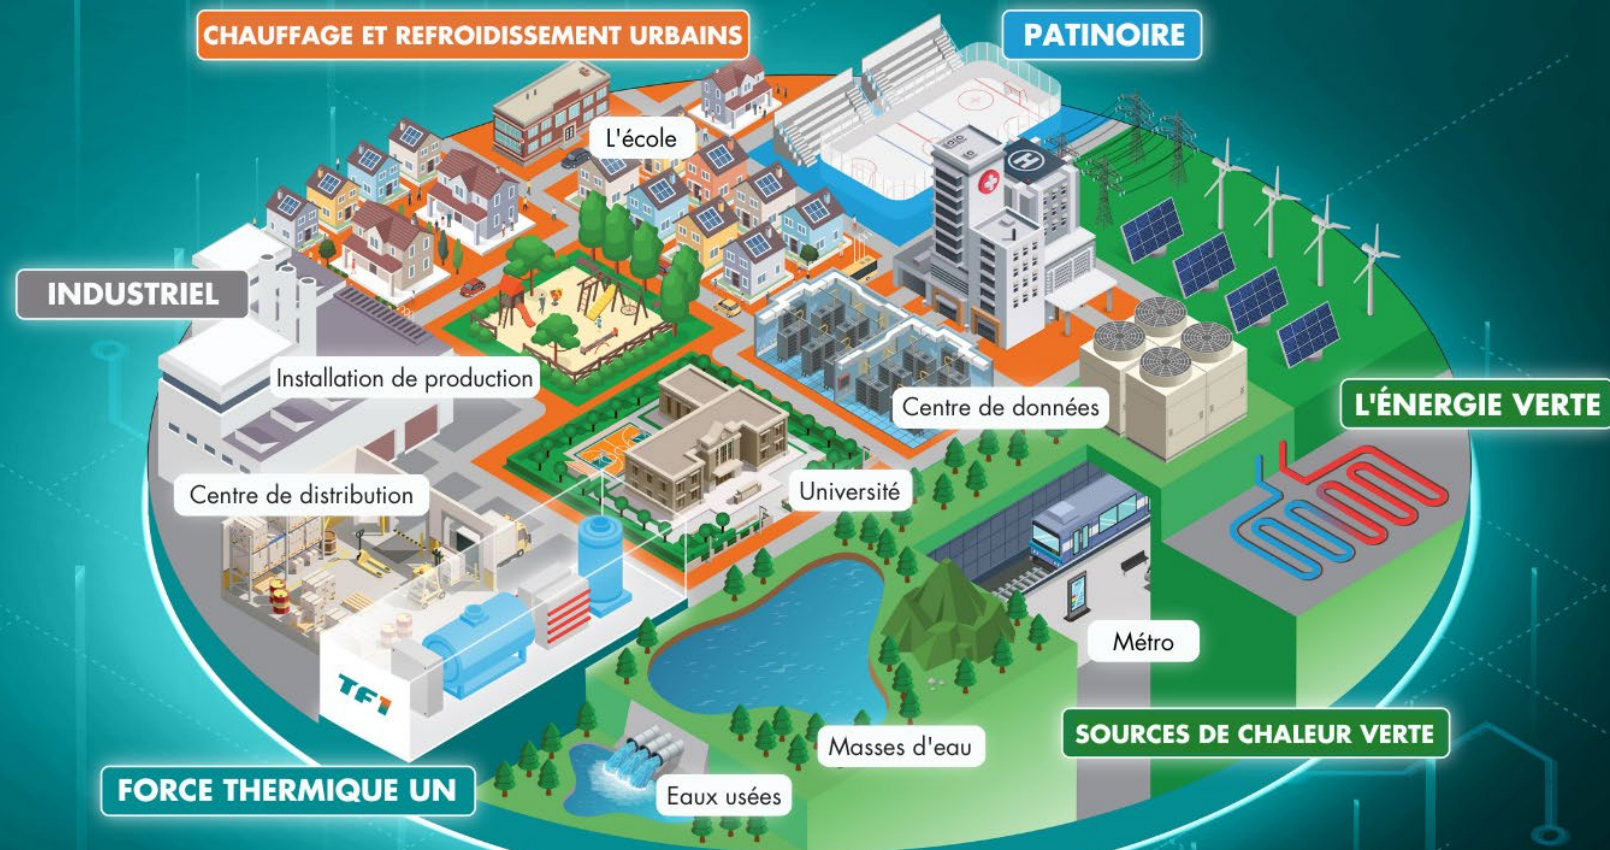 CHAUFFAGE ET REFROIDISSEMENT URBAINS
PATINOIRE
L'école
H
INDUSTRIEL
Installation de production
Centre de données
L'ÉNERGIE VERTE
Centre de distribution
Université
Métro
TF1
SOURCES DE CHALEUR VERTE
Masses d'eau
FORCE THERMIQUE UN
Eaux usées